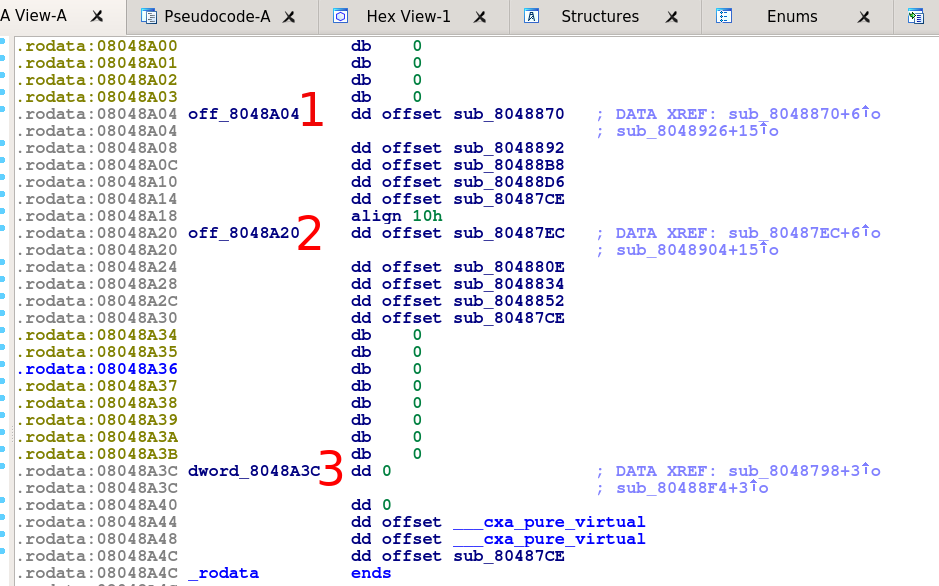 A View-A Pseudocode-A Hex View-1 Structures Enums
.rodata:08048A00 db 0
.rodata:08048A01 db 0
.rodata:08048A02 db 0
.rodata:08048A03 db 0
.rodata:08048A04 off_8048A04 1 dd offset sub_8048870 ; DATA XREF: sub_8048870+6↑o
.rodata:08048A04 ; sub_8048926+15↑o
.rodata:08048A08 dd offset sub_8048892
.rodata:08048A0C dd offset sub_80488B8
.rodata:08048A10 dd offset sub_80488D6
.rodata:08048A14 dd offset sub_80487CE
.rodata:08048A18 align 10h
.rodata:08048A20 off_8048A20 2 dd offset sub_80487EC ; DATA XREF: sub_80487EC+6↑o
.rodata:08048A20 ; sub_8048904+15↑o
.rodata:08048A24 dd offset sub_804880E
.rodata:08048A28 dd offset sub_8048834
.rodata:08048A2C dd offset sub_8048852
.rodata:08048A30 dd offset sub_80487CE
.rodata:08048A34 db 0
.rodata:08048A35 db 0
.rodata:08048A36 db 0
.rodata:08048A37 db 0
.rodata:08048A38 db 0
.rodata:08048A39 db 0
.rodata:08048A3A db 0
.rodata:08048A3B db 0
.rodata:08048A3C dword_8048A3C 3 dd 0 ; DATA XREF: sub_8048798+3↑o
.rodata:08048A3C ; sub_80488F4+3↑o
.rodata:08048A40 dd 0
.rodata:08048A44 dd offset ___cxa_pure_virtual
.rodata:08048A48 dd offset ___cxa_pure_virtual
.rodata:08048A4C dd offset sub_80487CE
.rodata:08048A4C _rodata ends